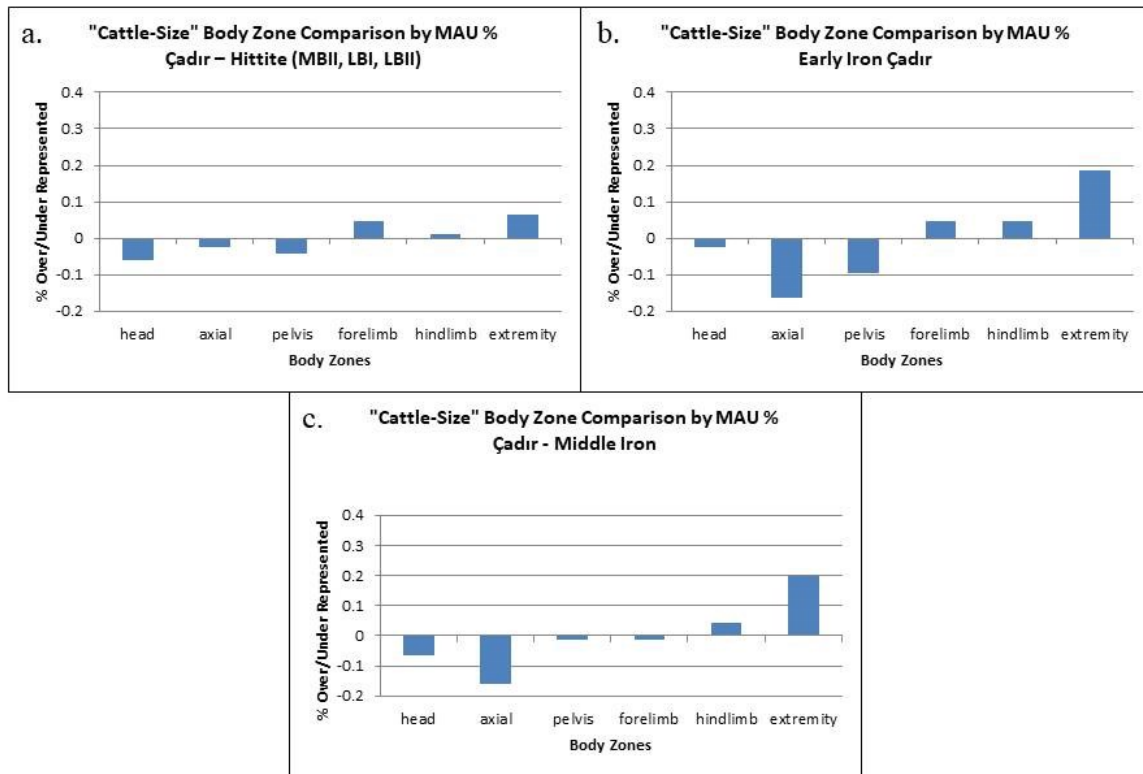 a.
"Cattle-Size" Body Zone Comparison by MAU %
Çadır – Hittite (MBII, LBI, LBII)
% Over/Under Represented
0.4
0.3
0.2
0.1
0
-0.1
-0.2
head axial pelvis forelimb hindlimb extremity
Body Zones
b.
"Cattle-Size" Body Zone Comparison by MAU %
Early Iron Çadır
% Over/Under Represented
0.4
0.3
0.2
0.1
0
-0.1
-0.2
head axial pelvis forelimb hindlimb extremity
Body Zones
c.
"Cattle-Size" Body Zone Comparison by MAU %
Çadır - Middle Iron
% Over/Under Represented
0.4
0.3
0.2
0.1
0
-0.1
-0.2
head axial pelvis forelimb hindlimb extremity
Body Zones